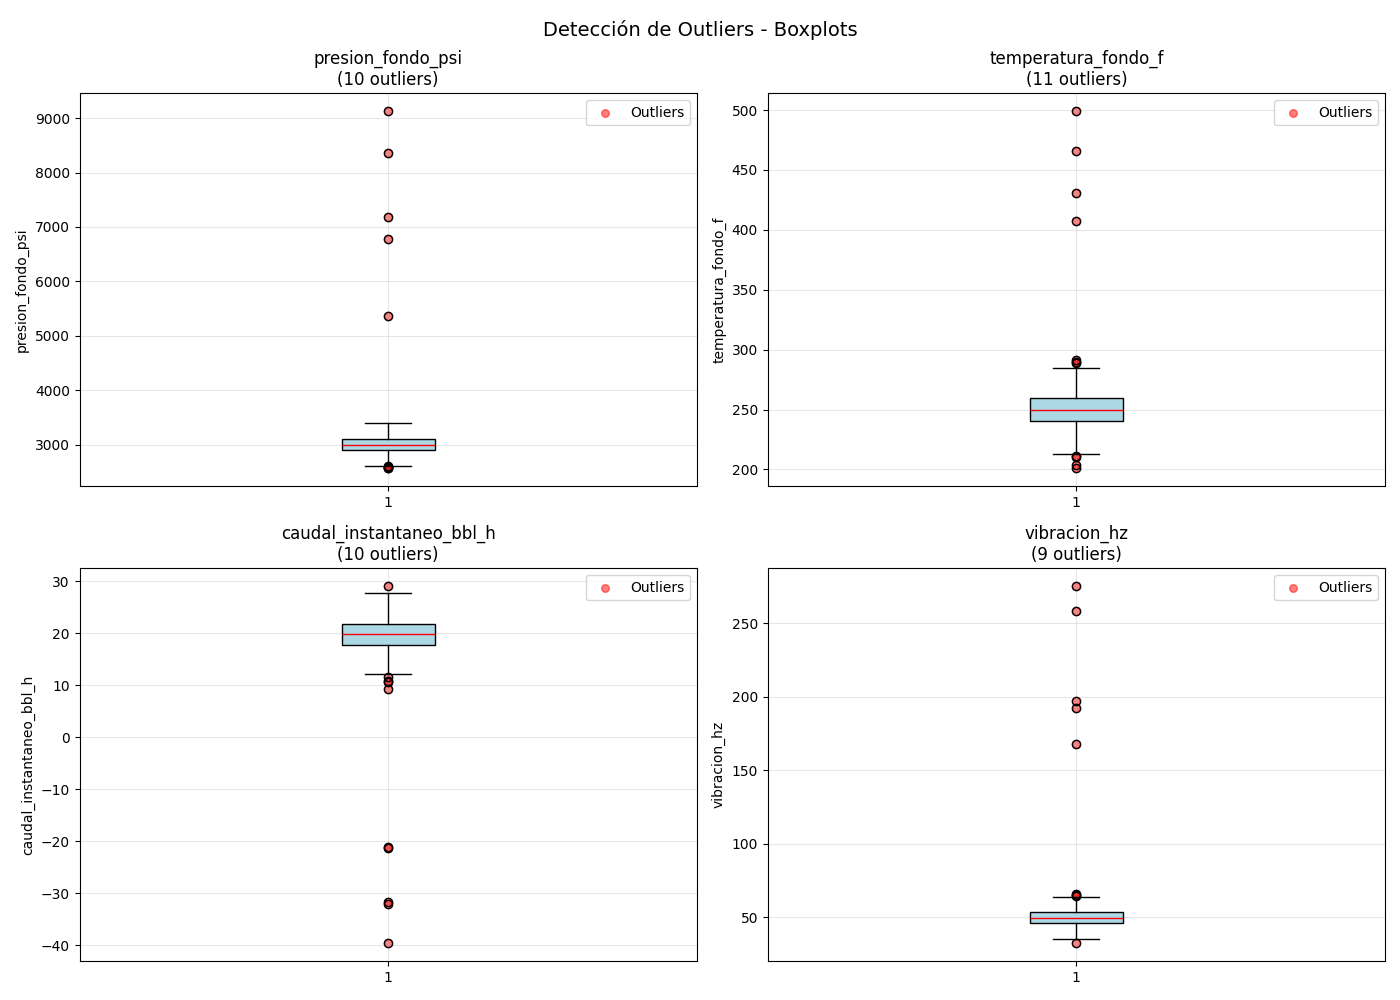 Detección de Outliers - Boxplots
presion_fondo_psi
(10 outliers)
Outliers
9000
8000
7000
6000
5000
4000
3000
presion_fondo_psi
1
temperatura_fondo_f
(11 outliers)
Outliers
500
450
400
350
300
250
200
temperatura_fondo_f
1
caudal_instantaneo_bbl_h
(10 outliers)
Outliers
30
20
10
0
−10
−20
−30
−40
caudal_instantaneo_bbl_h
1
vibracion_hz
(9 outliers)
Outliers
250
200
150
100
50
vibracion_hz
1